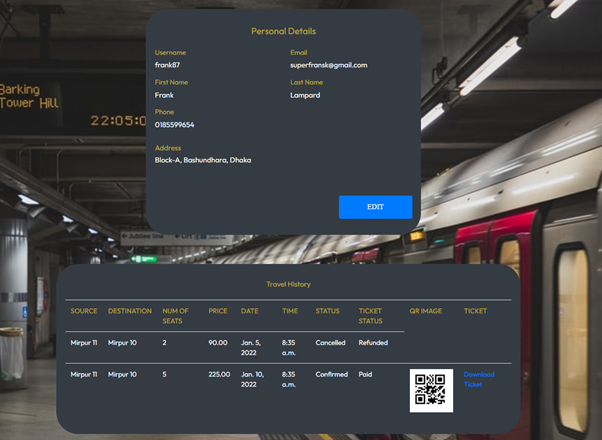 Barking
Tower Hill
22:05:0
Personal Details
Username
Email
frank87
superfransk@gmail.com
First Name
Last Name
Frank
Lampard
Phone
0185599654
Address
Block-A, Bashundhara, Dhaka
EDIT
Jubilee line
Travel History
SOURCE DESTINATION NUM OF SEATS PRICE DATE TIME STATUS TICKET STATUS QR IMAGE TICKET
Mirpur 11 Mirpur 10 2 90.00 Jan. 5, 2022 8:35 a.m. Cancelled Refunded
Mirpur 11 Mirpur 10 5 225.00 Jan. 10, 2022 8:35 a.m. Confirmed Paid Download Ticket